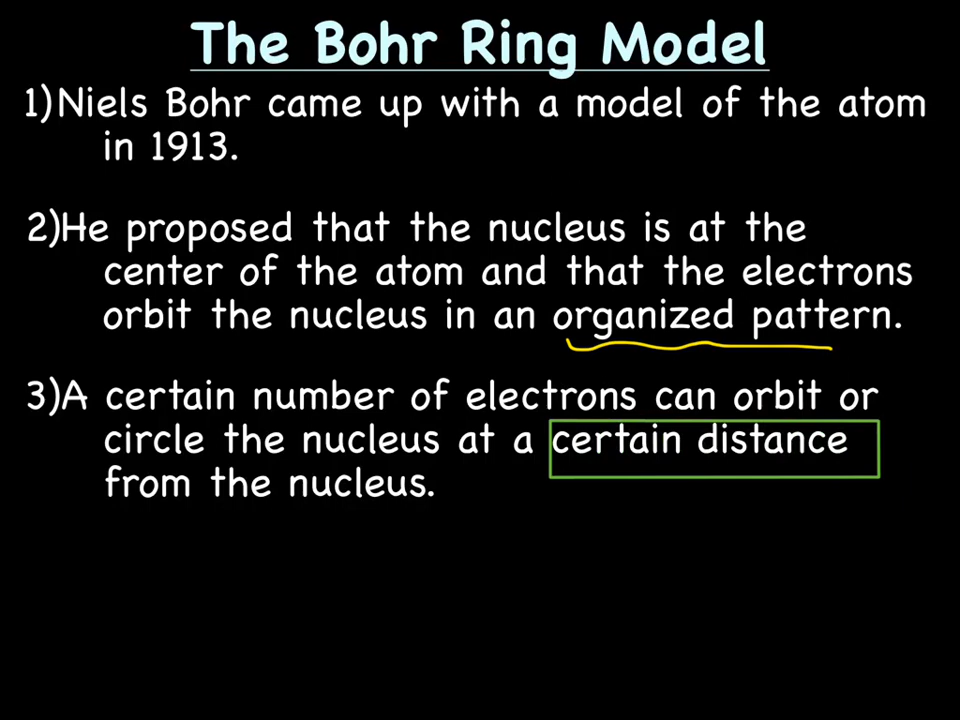 The Bohr Ring Model
1) Niels Bohr came up with a model of the atom
in 1913.
2) He proposed that the nucleus is at the
center of the atom and that the electrons
orbit the nucleus in an organized pattern.
3) A certain number of electrons can orbit or
circle the nucleus at a certain distance
from the nucleus.